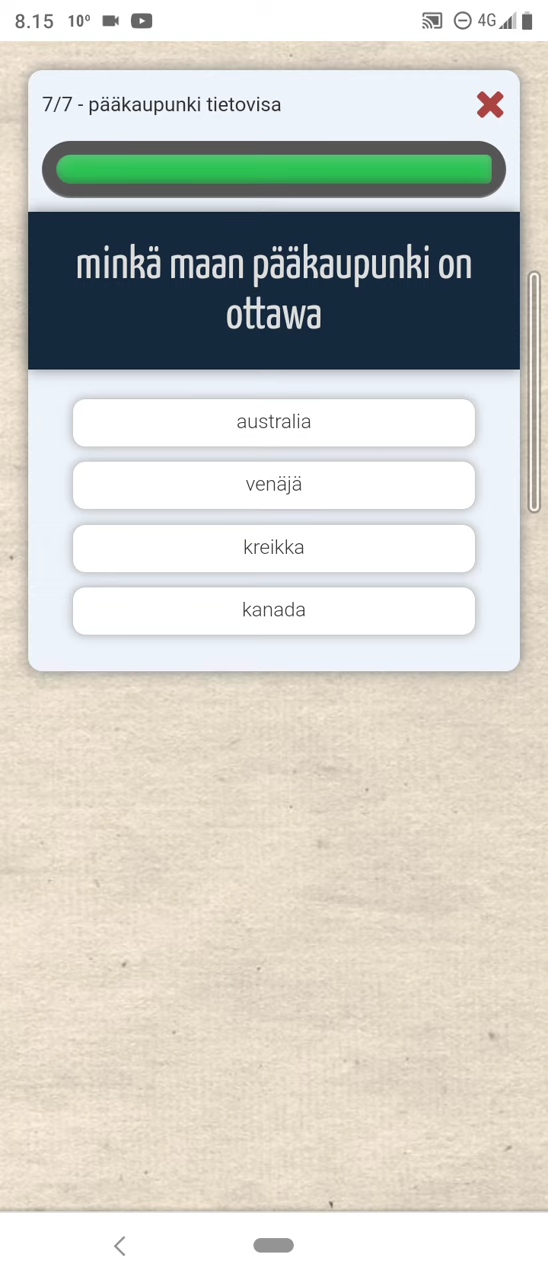 8.15 10° 4G
7/7 - pääkaupunki tietovisa
minkä maan pääkaupunki on
ottawa
australia
venäjä
kreikka
kanada